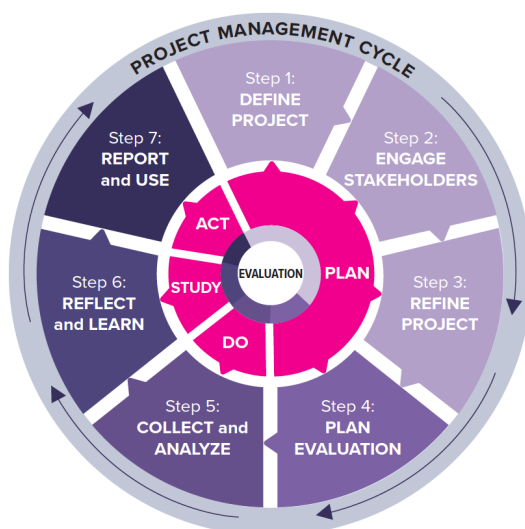 PROJECT MANAGEMENT CYCLE
Step 1:
DEFINE
PROJECT
Step 2:
ENGAGE
STAKEHOLDERS
Step 3:
REFINE
PROJECT
Step 4:
PLAN
EVALUATION
Step 5:
COLLECT and
ANALYZE
Step 6:
REFLECT
and LEARN
Step 7:
REPORT
and USE
PLAN
DO
STUDY
ACT
EVALUATION